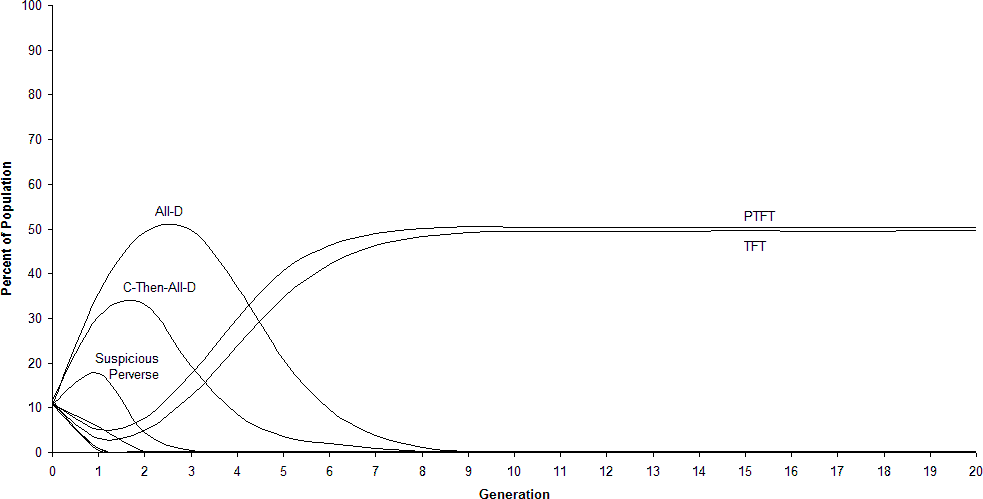 100
90
80
70
60
50
40
30
20
10
0
Percent of Population
All-D
C-Then-All-D
Suspicious
Perverse
PTFT
TFT
0 1 2 3 4 5 6 7 8 9 10 11 12 13 14 15 16 17 18 19 20
Generation